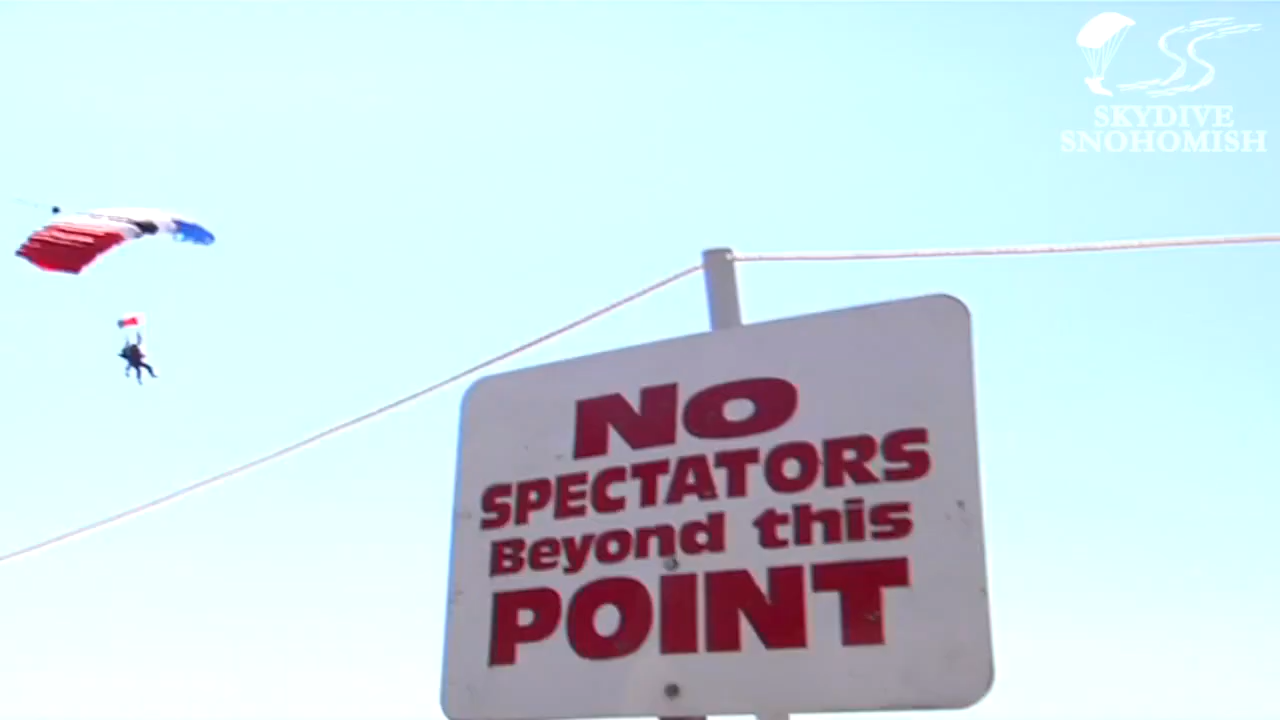 SKYDIVE
SNOHOMISH
NO
SPECTATORS
Beyond this
POINT